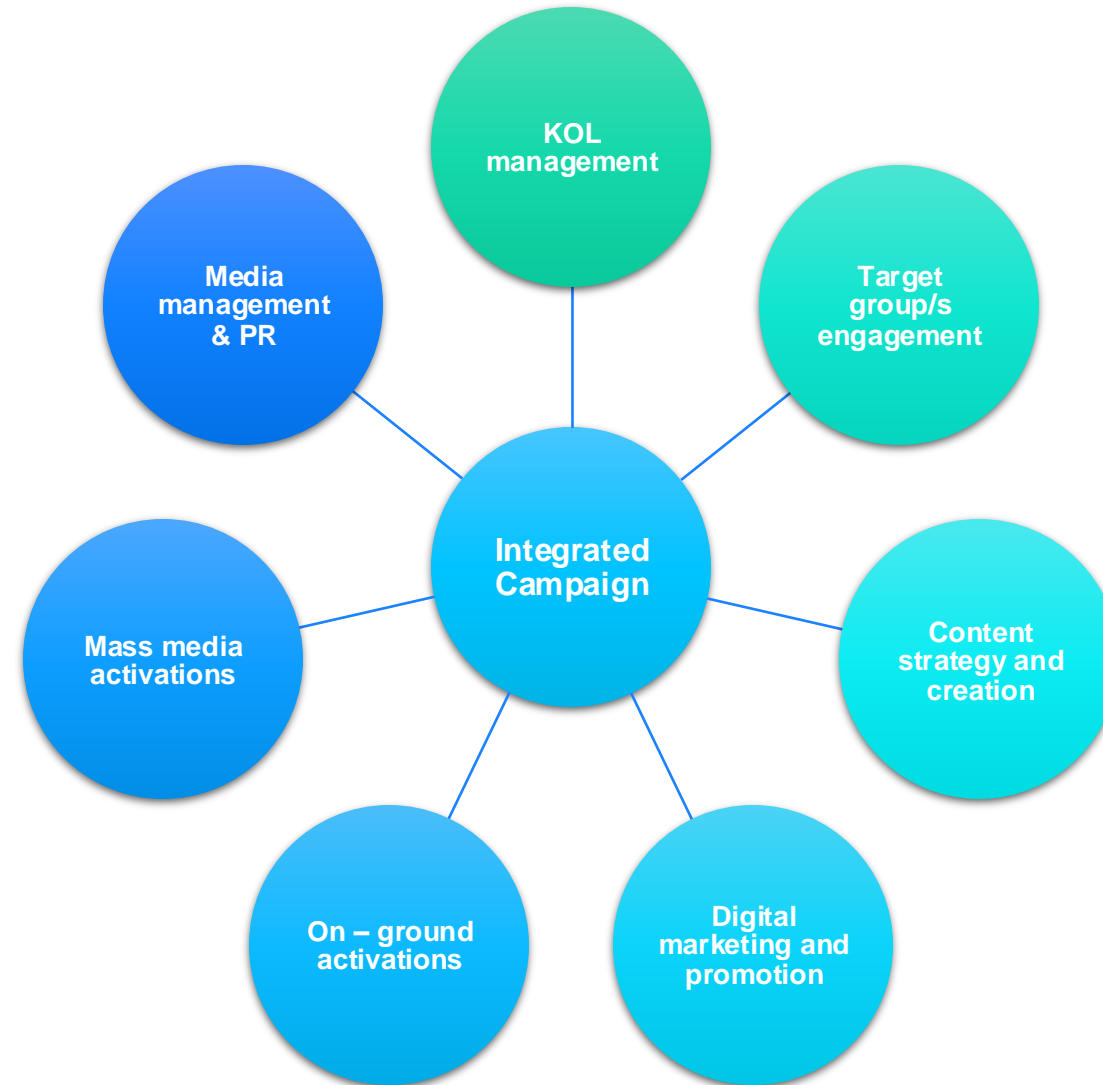 KOL
management
Target
group/s
engagement
Content
strategy and
creation
Digital
marketing and
promotion
On – ground
activations
Mass media
activations
Media
management
& PR
Integrated
Campaign